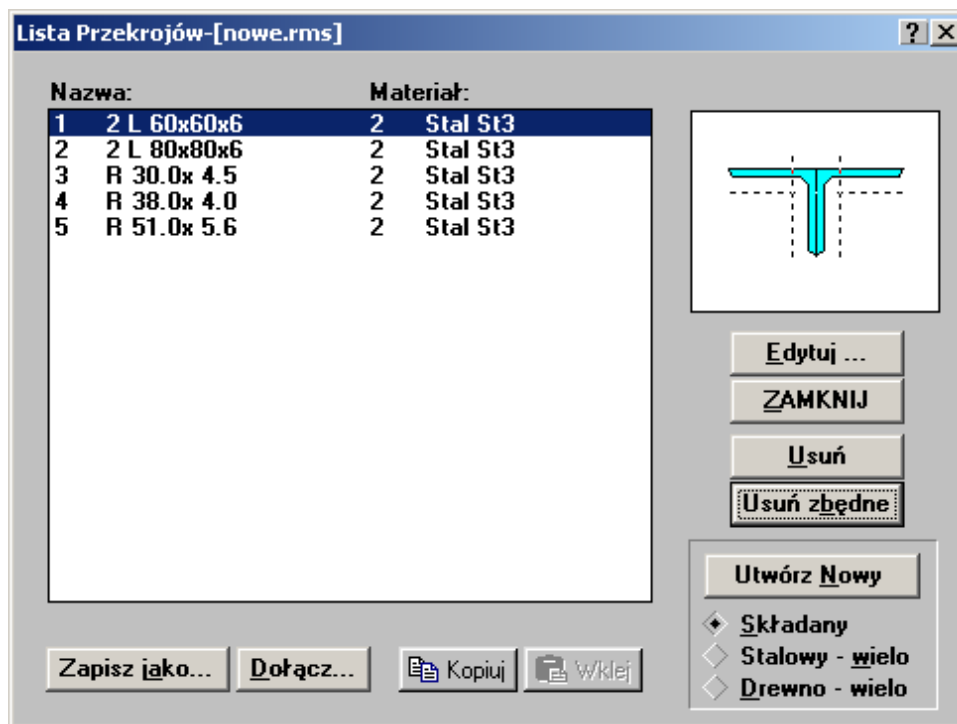 Lista Przekrojów-[nowe.rms]
Nazwa: Materiał:
1 2 L 60x60x6 2 Stal St3
2 2 L 80x80x6 2 Stal St3
3 R 30.0x 4.5 2 Stal St3
4 R 38.0x 4.0 2 Stal St3
5 R 51.0x 5.6 2 Stal St3
Edytuj ...
ZAMKNIJ
Usuń
Usuń zbędne
Utwórz Nowy
Składany
Stalowy - wielo
Drewno - wielo
Zapisz jako... Dołącz... Kopiuj Wklej